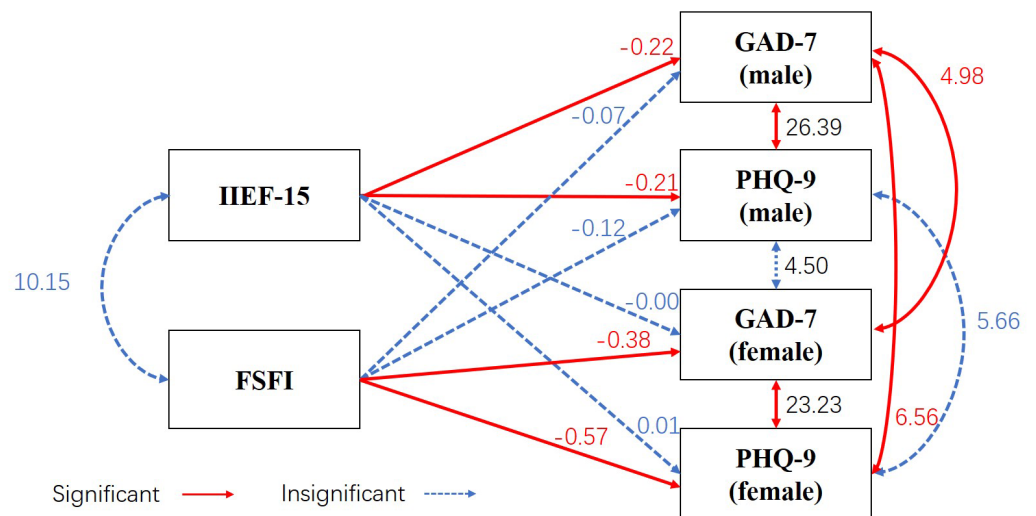 GAD-7
(male)
-0.22
4.98
-0.07
26.39
IIEF-15
PHQ-9
(male)
-0.21
-0.12
4.50
10.15
-0.00
GAD-7
(female)
5.66
-0.38
FSFI
23.23
0.01
6.56
-0.57
PHQ-9
(female)
Significant
Insignificant